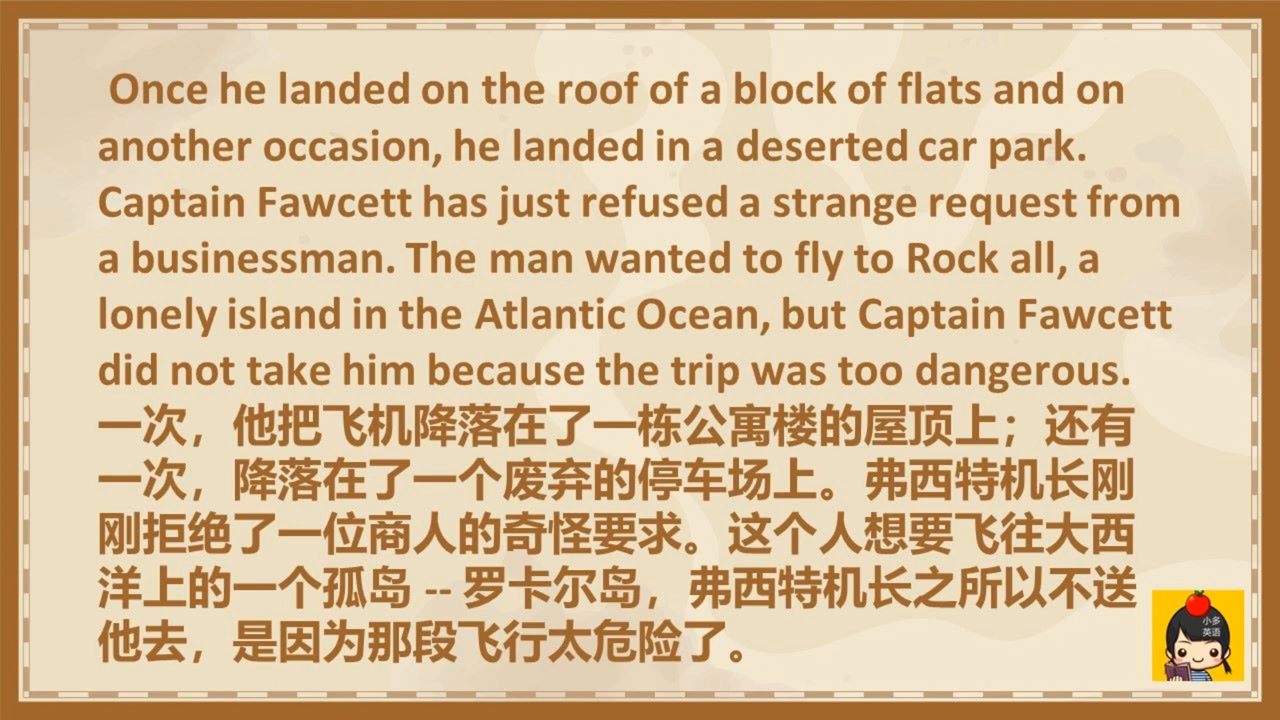 Once he landed on the roof of a block of flats and on
another occasion, he landed in a deserted car park.
Captain Fawcett has just refused a strange request from
a businessman. The man wanted to fly to Rock all, a
lonely island in the Atlantic Ocean, but Captain Fawcett
did not take him because the trip was too dangerous.
一次，他把飞机降落在了一栋公寓楼的屋顶上；还有
一次，降落在了一个废弃的停车场上。弗西特机长刚
刚拒绝了一位商人的奇怪要求。这个人想要飞往大西
洋上的一个孤岛 -- 罗卡尔岛，弗西特机长之所以不送
他去，是因为那段飞行太危险了。
小多
英语